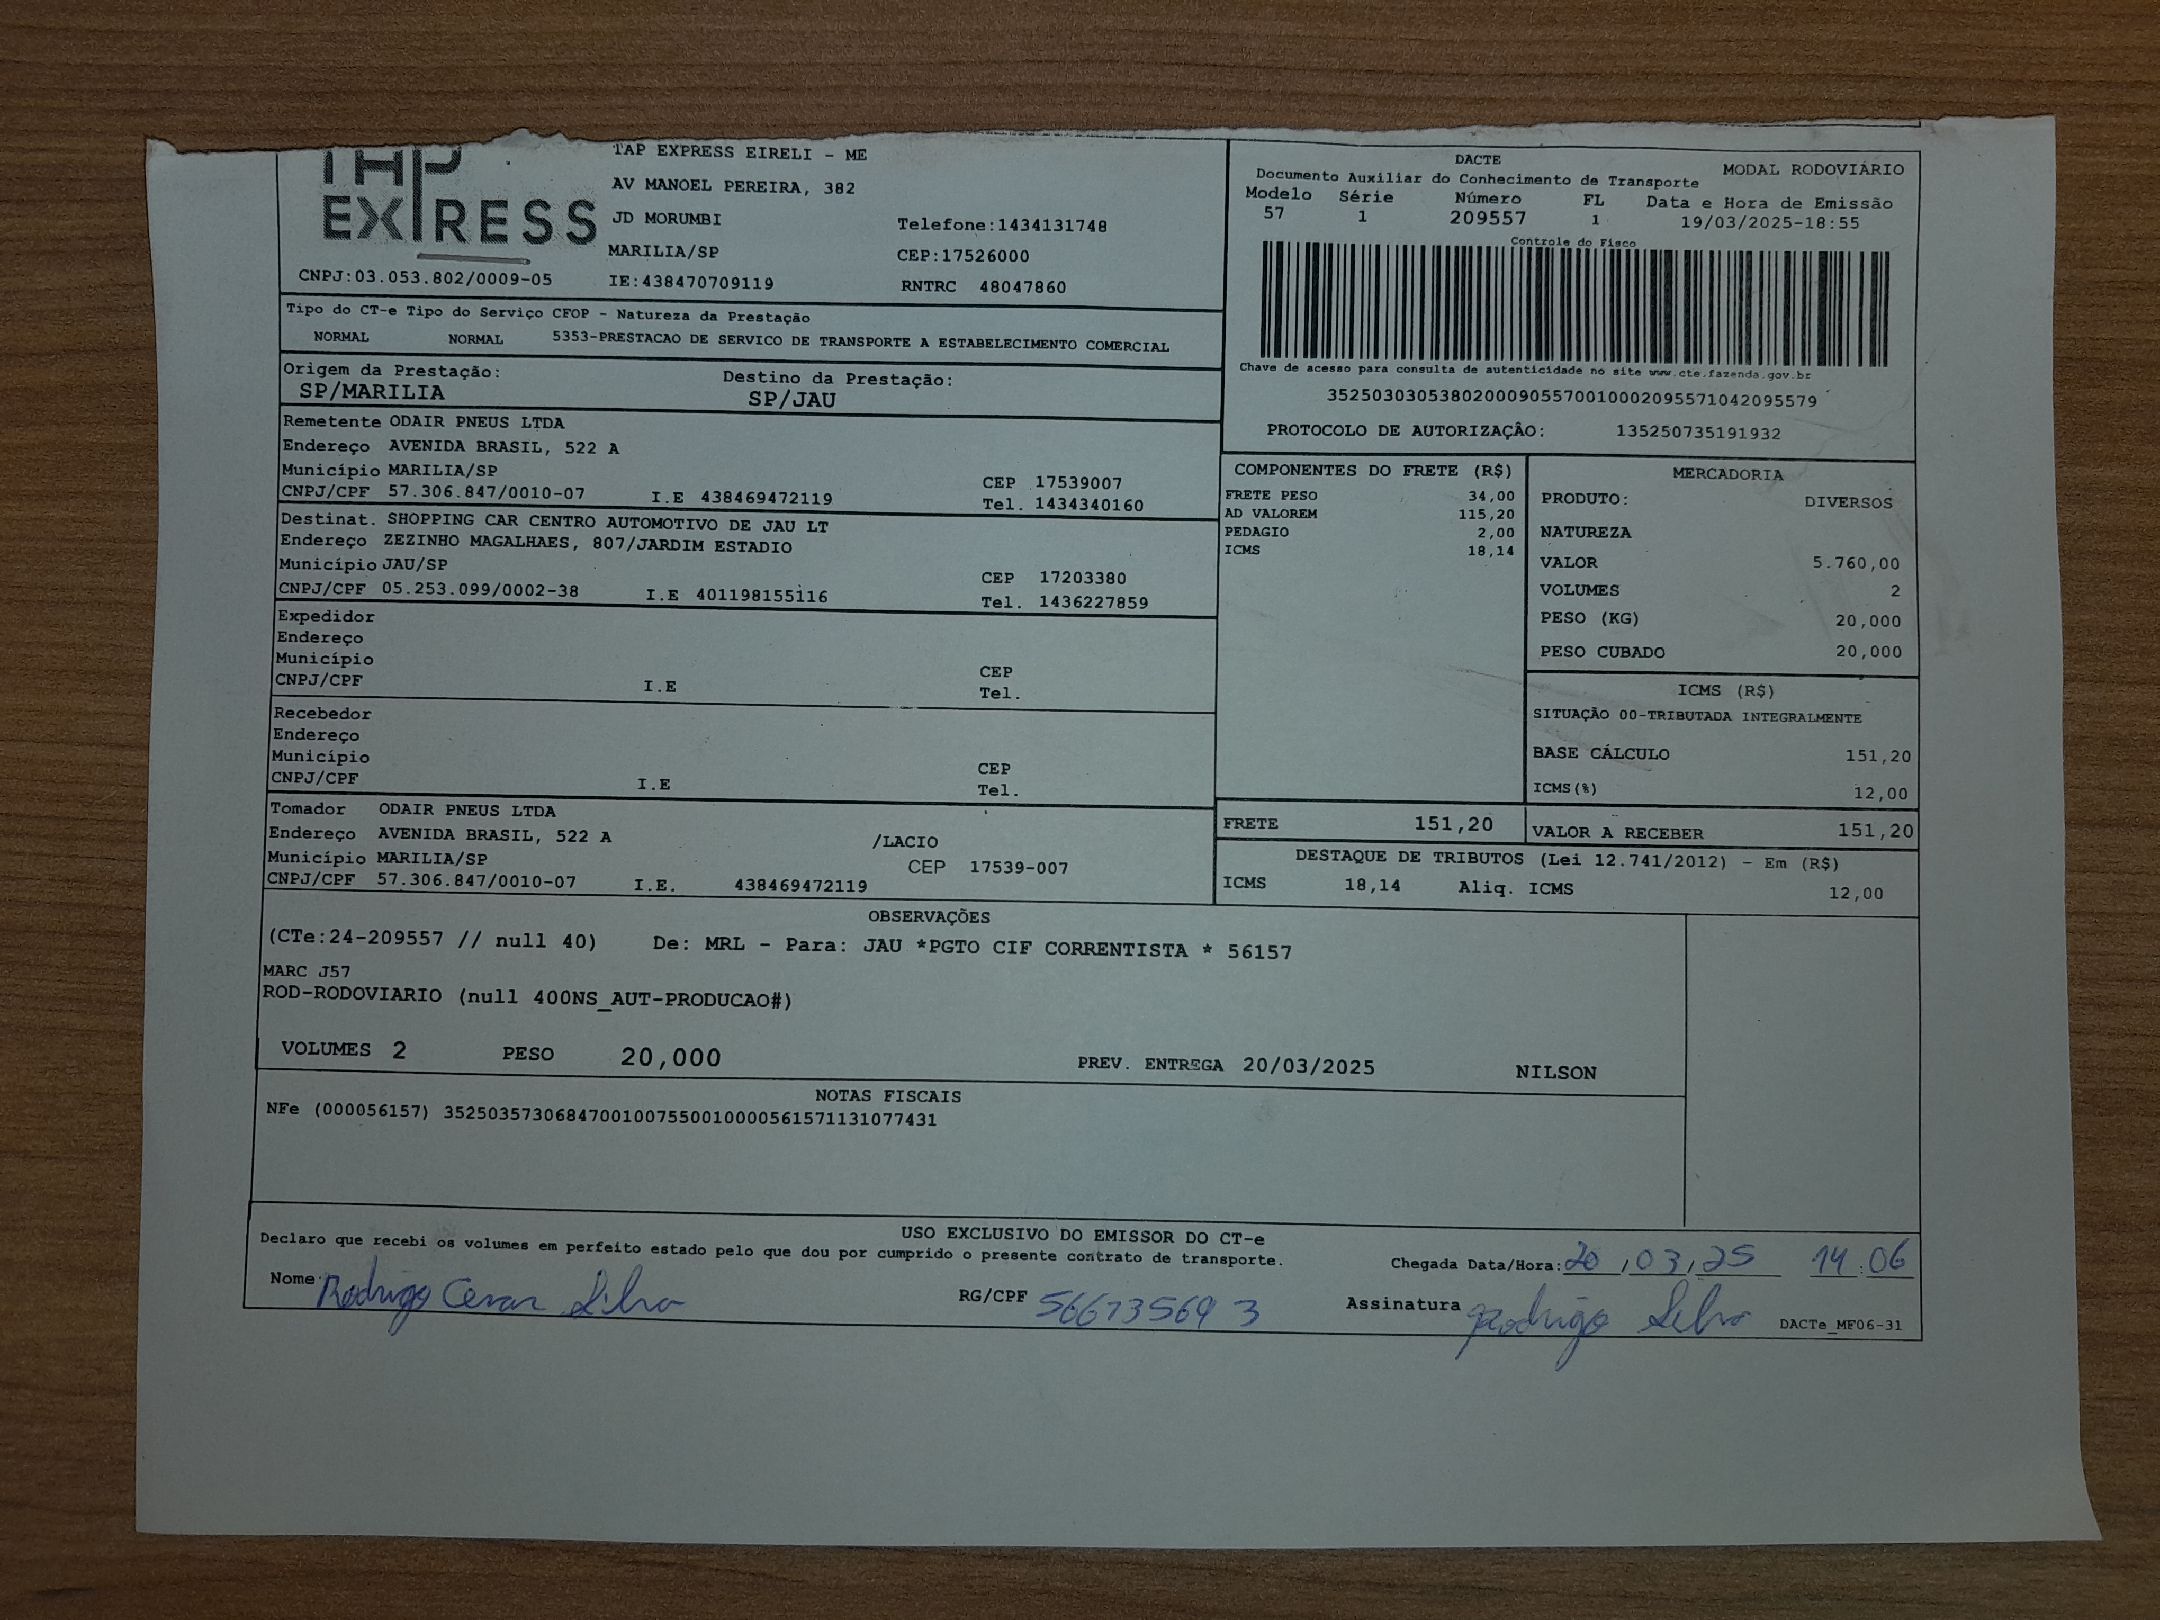 TAP EXPRESS
TAP EXPRESS EIRELI - ME
AV MANOEL PEREIRA, 382
JD MORUMBI Telefone:1434131748
MARILIA/SP CEP:17526000
CNPJ:03.053.802/0009-05 IE:438470709119 RNTRC 48047860
DACTE MODAL RODOVIÁRIO
Documento Auxiliar do Conhecimento de Transporte
Modelo Série Número FL Data e Hora de Emissão
57 1 209557 1 19/03/2025-18:55
Controle do Fisco
Chave de acesso para consulta de autenticidade no site www.cte.fazenda.gov.br
35250303053802000905570010002095571042095579
PROTOCOLO DE AUTORIZAÇÂO: 135250735191932
Tipo do CT-e Tipo do Serviço CFOP - Natureza da Prestação
NORMAL NORMAL 5353-PRESTACAO DE SERVICO DE TRANSPORTE A ESTABELECIMENTO COMERCIAL
Origem da Prestação: Destino da Prestação:
SP/MARILIA SP/JAU
Remetente ODAIR PNEUS LTDA
Endereço AVENIDA BRASIL, 522 A
Município MARILIA/SP CEP 17539007
CNPJ/CPF 57.306.847/0010-07 I.E 438469472119 Tel. 1434340160
Destinat. SHOPPING CAR CENTRO AUTOMOTIVO DE JAU LT
Endereço ZEZINHO MAGALHAES, 807/JARDIM ESTADIO
Município JAU/SP CEP 17203380
CNPJ/CPF 05.253.099/0002-38 I.E 401198155116 Tel. 1436227859
Expedidor
Endereço
Município CEP
CNPJ/CPF I.E Tel.
Recebedor
Endereço
Município CEP
CNPJ/CPF I.E Tel.
Tomador ODAIR PNEUS LTDA
Endereço AVENIDA BRASIL, 522 A /LACIO
Município MARILIA/SP CEP 17539-007
CNPJ/CPF 57.306.847/0010-07 I.E. 438469472119
COMPONENTES DO FRETE (R$)
FRETE PESO 34,00
AD VALOREM 115,20
PEDAGIO 2,00
ICMS 18,14
MERCADORIA
PRODUTO: DIVERSOS
NATUREZA
VALOR 5.760,00
VOLUMES 2
PESO (KG) 20,000
PESO CUBADO 20,000
ICMS (R$)
SITUAÇÃO 00-TRIBUTADA INTEGRALMENTE
BASE CÁLCULO 151,20
ICMS(%) 12,00
FRETE 151,20 VALOR A RECEBER 151,20
DESTAQUE DE TRIBUTOS (Lei 12.741/2012) - Em (R$)
ICMS 18,14 Aliq. ICMS 12,00
OBSERVAÇÕES
(CTe:24-209557 // null 40) De: MRL - Para: JAU *PGTO CIF CORRENTISTA * 56157
MARC J57
ROD-RODOVIARIO (null 400NS_AUT-PRODUCAO#)
VOLUMES 2 PESO 20,000 PREV. ENTREGA 20/03/2025 NILSON
NOTAS FISCAIS
NFe (000056157) 35250357306847001007550010000561571131077431
USO EXCLUSIVO DO EMISSOR DO CT-e
Declaro que recebi os volumes em perfeito estado pelo que dou por cumprido o presente contrato de transporte.
Chegada Data/Hora: 20/03/25 14:06
Nome Rodrigo Cesar Silva RG/CPF 566735693 Assinatura Rodrigo Silva
DACTe_MF06-31